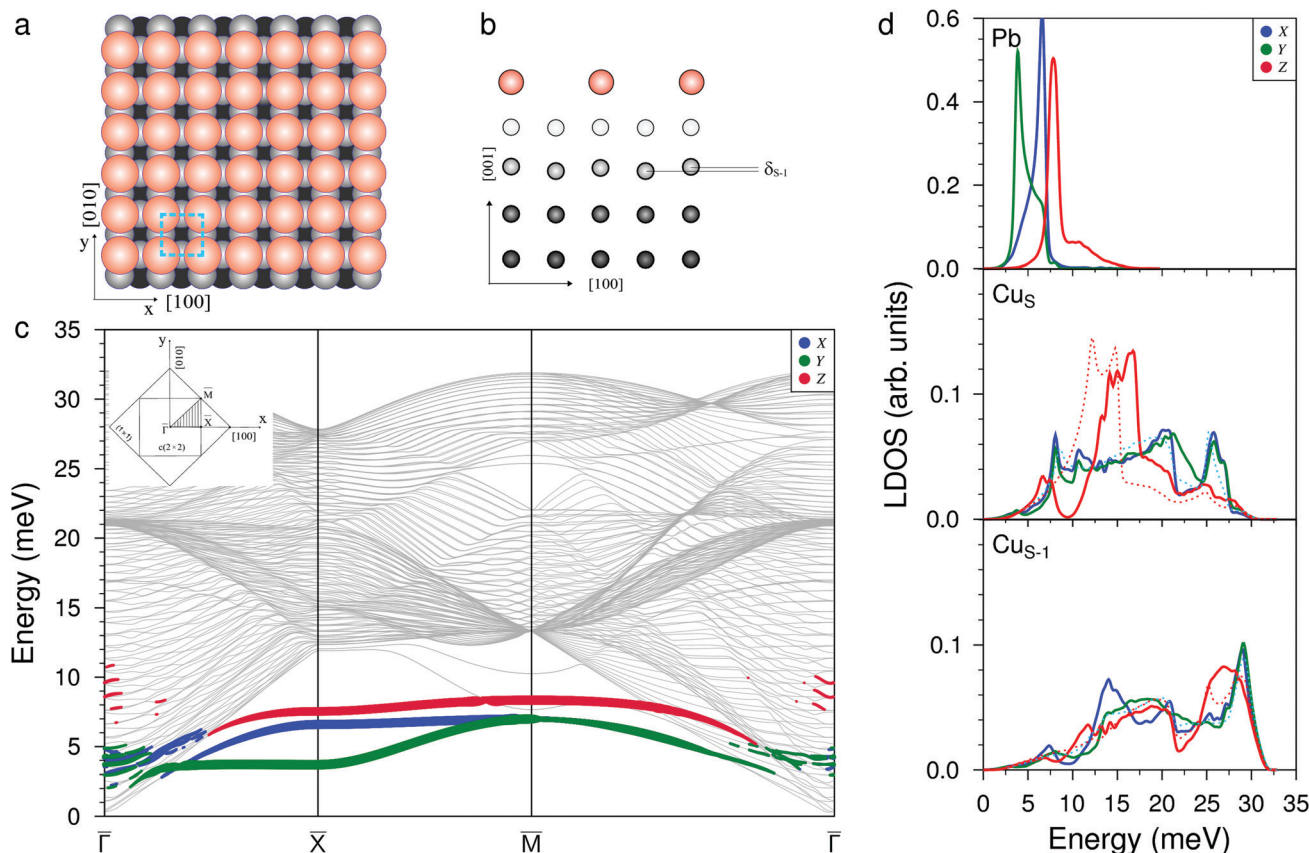 a
[010]
y
x
[100]
b
[001]
δS-1
[100]
c
Energy (meV)
35
30
25
20
15
10
5
0
Γ̅
X̅
M̅
Γ̅
X
Y
Z
y
[010]
M̅
X̅
Γ̅
x
[100]
(1×1)
c(2×2)
d
LDOS (arb. units)
Pb
X
Y
Z
0.6
0.4
0.2
0.0
CuS
0.1
0.0
CuS-1
0.1
0.0
0 5 10 15 20 25 30 35
Energy (meV)